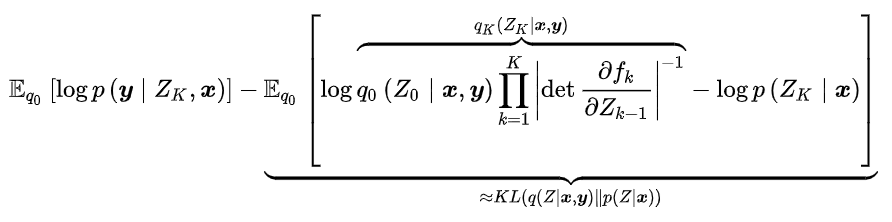 q_K(Z_K|x,y)
𝔼_{q_0} [log p (y | Z_K, x)] − 𝔼_{q_0} [log q_0 (Z_0 | x, y) ∏_{k=1}^{K} |det ∂f_k/∂Z_{k−1}|^{−1} − log p (Z_K | x)]
≈KL(q(Z|x,y)‖p(Z|x))